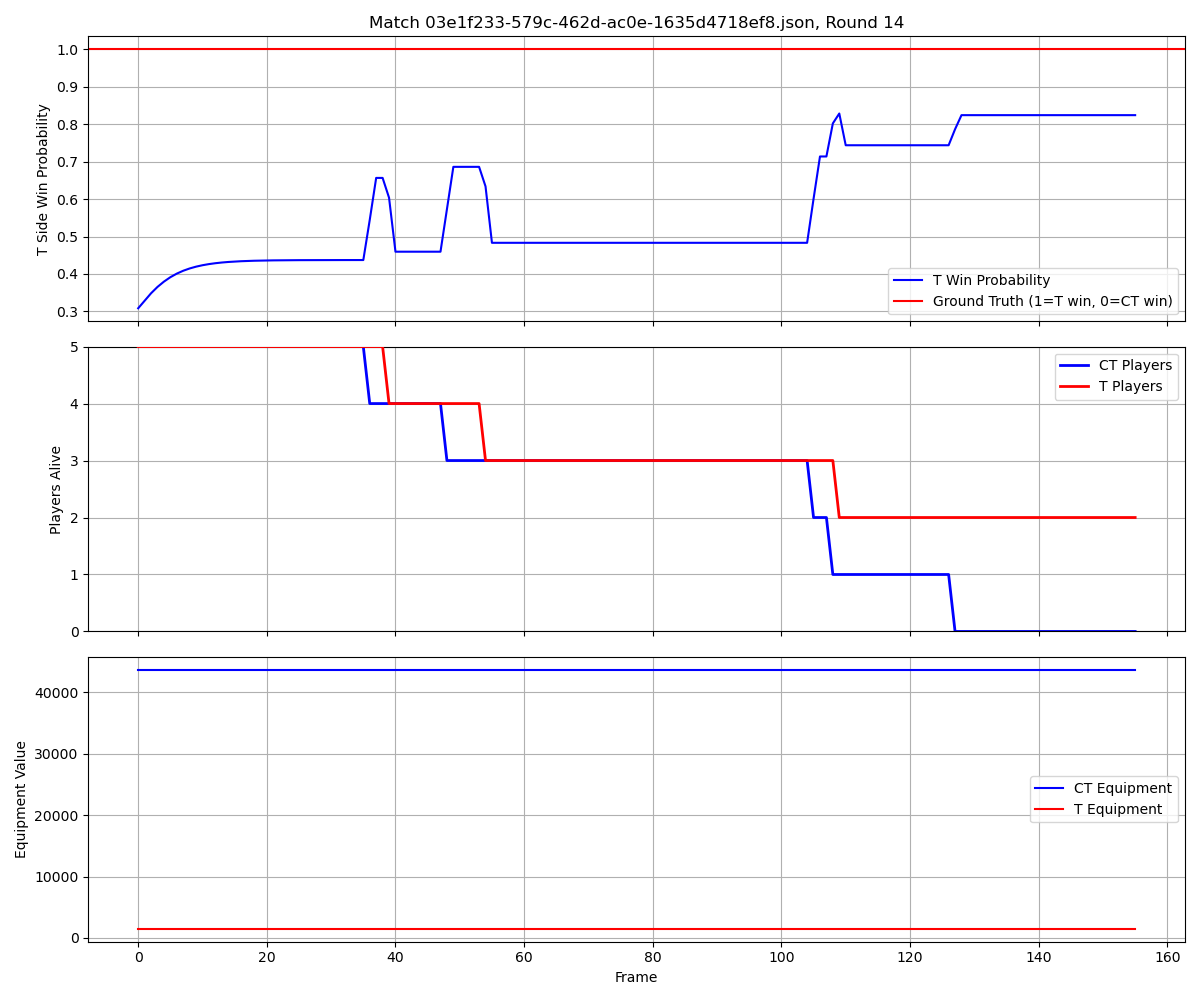 Match 03e1f233-579c-462d-ac0e-1635d4718ef8.json, Round 14
T Side Win Probability
1.0
0.9
0.8
0.7
0.6
0.5
0.4
0.3
T Win Probability
Ground Truth (1=T win, 0=CT win)
Players Alive
5
4
3
2
1
0
CT Players
T Players
Equipment Value
40000
30000
20000
10000
0
CT Equipment
T Equipment
0 20 40 60 80 100 120 140 160
Frame